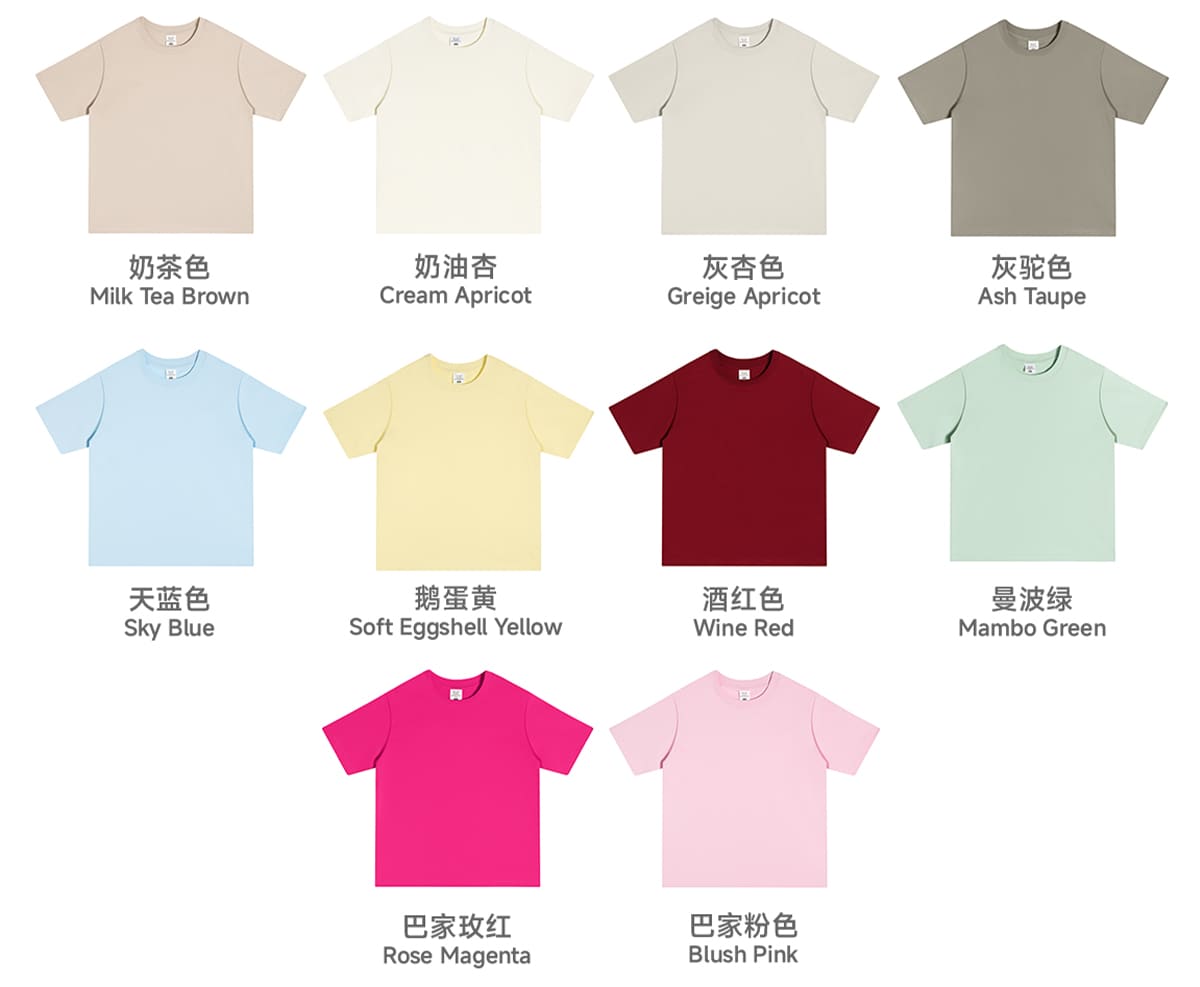 奶茶色
Milk Tea Brown
奶油杏
Cream Apricot
灰杏色
Greige Apricot
灰驼色
Ash Taupe
天蓝色
Sky Blue
鹅蛋黄
Soft Eggshell Yellow
酒红色
Wine Red
曼波绿
Mambo Green
巴家玫红
Rose Magenta
巴家粉色
Blush Pink